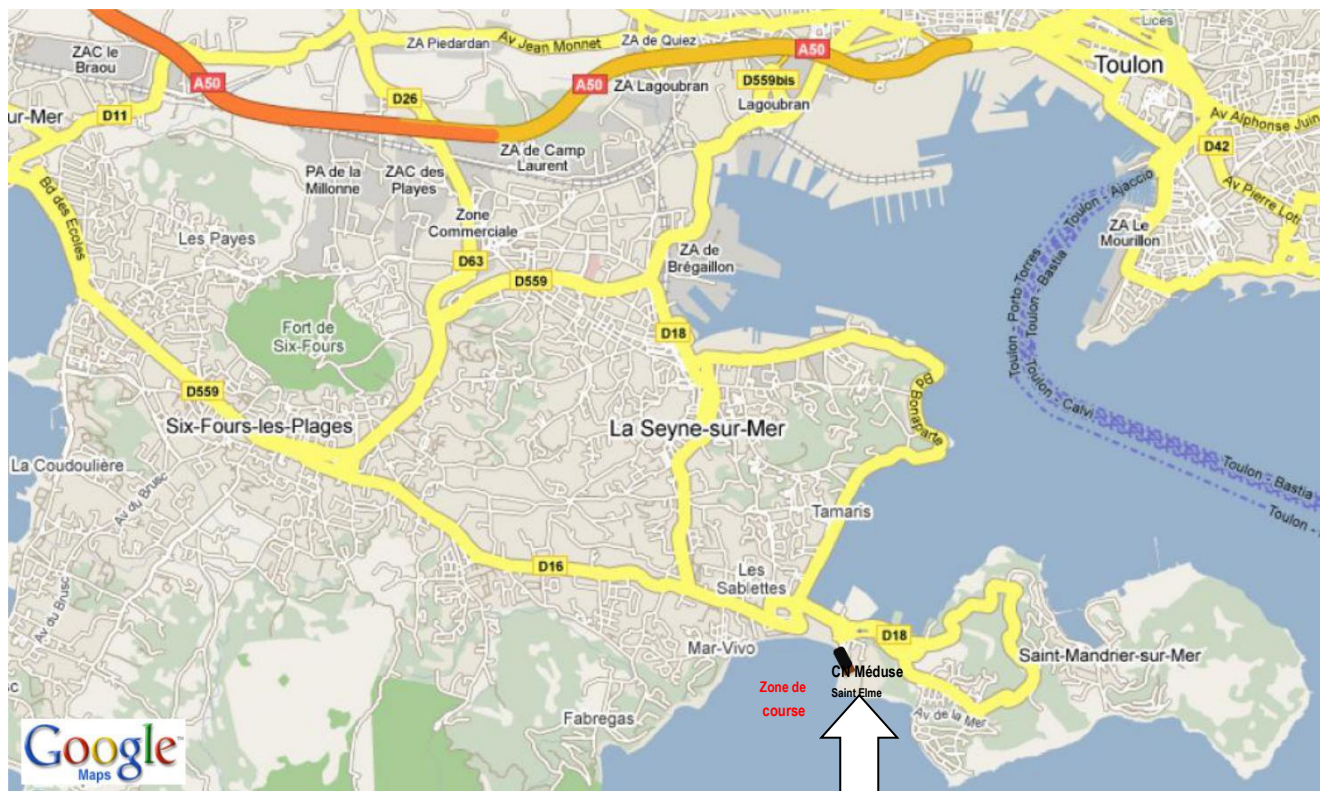 ZAC le
Braou
ZA Piedardan
Av Jean Monnet
ZA de Quiez
A50
Lices
Toulon
A50
A50
ZA Lagoubran
D559bis
Lagoubran
D26
ur-Mer
D11
Av Alphonse Juin
D42
ZA de Camp
Laurent
PA de la
Millonne
ZAC des
Playes
Bd des Ecoles
Av Pierre Loti
Toulon - Ajaccio
Zone
Commerciale
ZA Le
Mourillon
Les Payes
D63
ZA de
Brégaillon
D559
Toulon - Porto Torres
Toulon - Bastia
Fort de
Six-Fours
D18
Toulon - Calvi
Bd Bonaparte
D559
Six-Fours-les-Plages
La Seyne-sur-Mer
La Coudoulière
Av du Brusc
Toulon - Bastia
Toulon -
Tamaris
D16
Les
Sablettes
Av du Brusc
D18
Mar-Vivo
Saint-Mandrier-sur-Mer
CN Méduse
Saint Elme
Zone de
course
Fabregas
Av de la Mer
Google
Maps